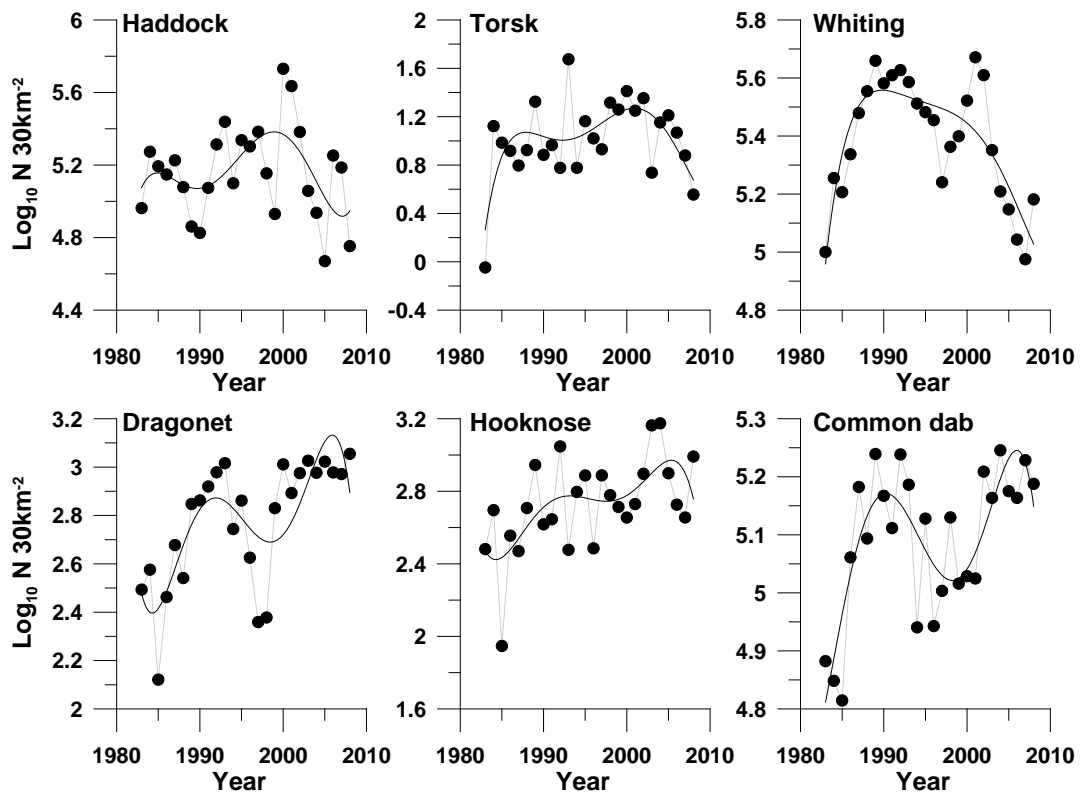 Haddock
Log₁₀ N 30km⁻²
6
5.6
5.2
4.8
4.4
1980 1990 2000 2010
Year
Torsk
2
1.6
1.2
0.8
0.4
0
-0.4
1980 1990 2000 2010
Year
Whiting
5.8
5.6
5.4
5.2
5
4.8
1980 1990 2000 2010
Year
Dragonet
Log₁₀ N 30km⁻²
3.2
3
2.8
2.6
2.4
2.2
2
1980 1990 2000 2010
Year
Hooknose
3.2
2.8
2.4
2
1.6
1980 1990 2000 2010
Year
Common dab
5.3
5.2
5.1
5
4.9
4.8
1980 1990 2000 2010
Year